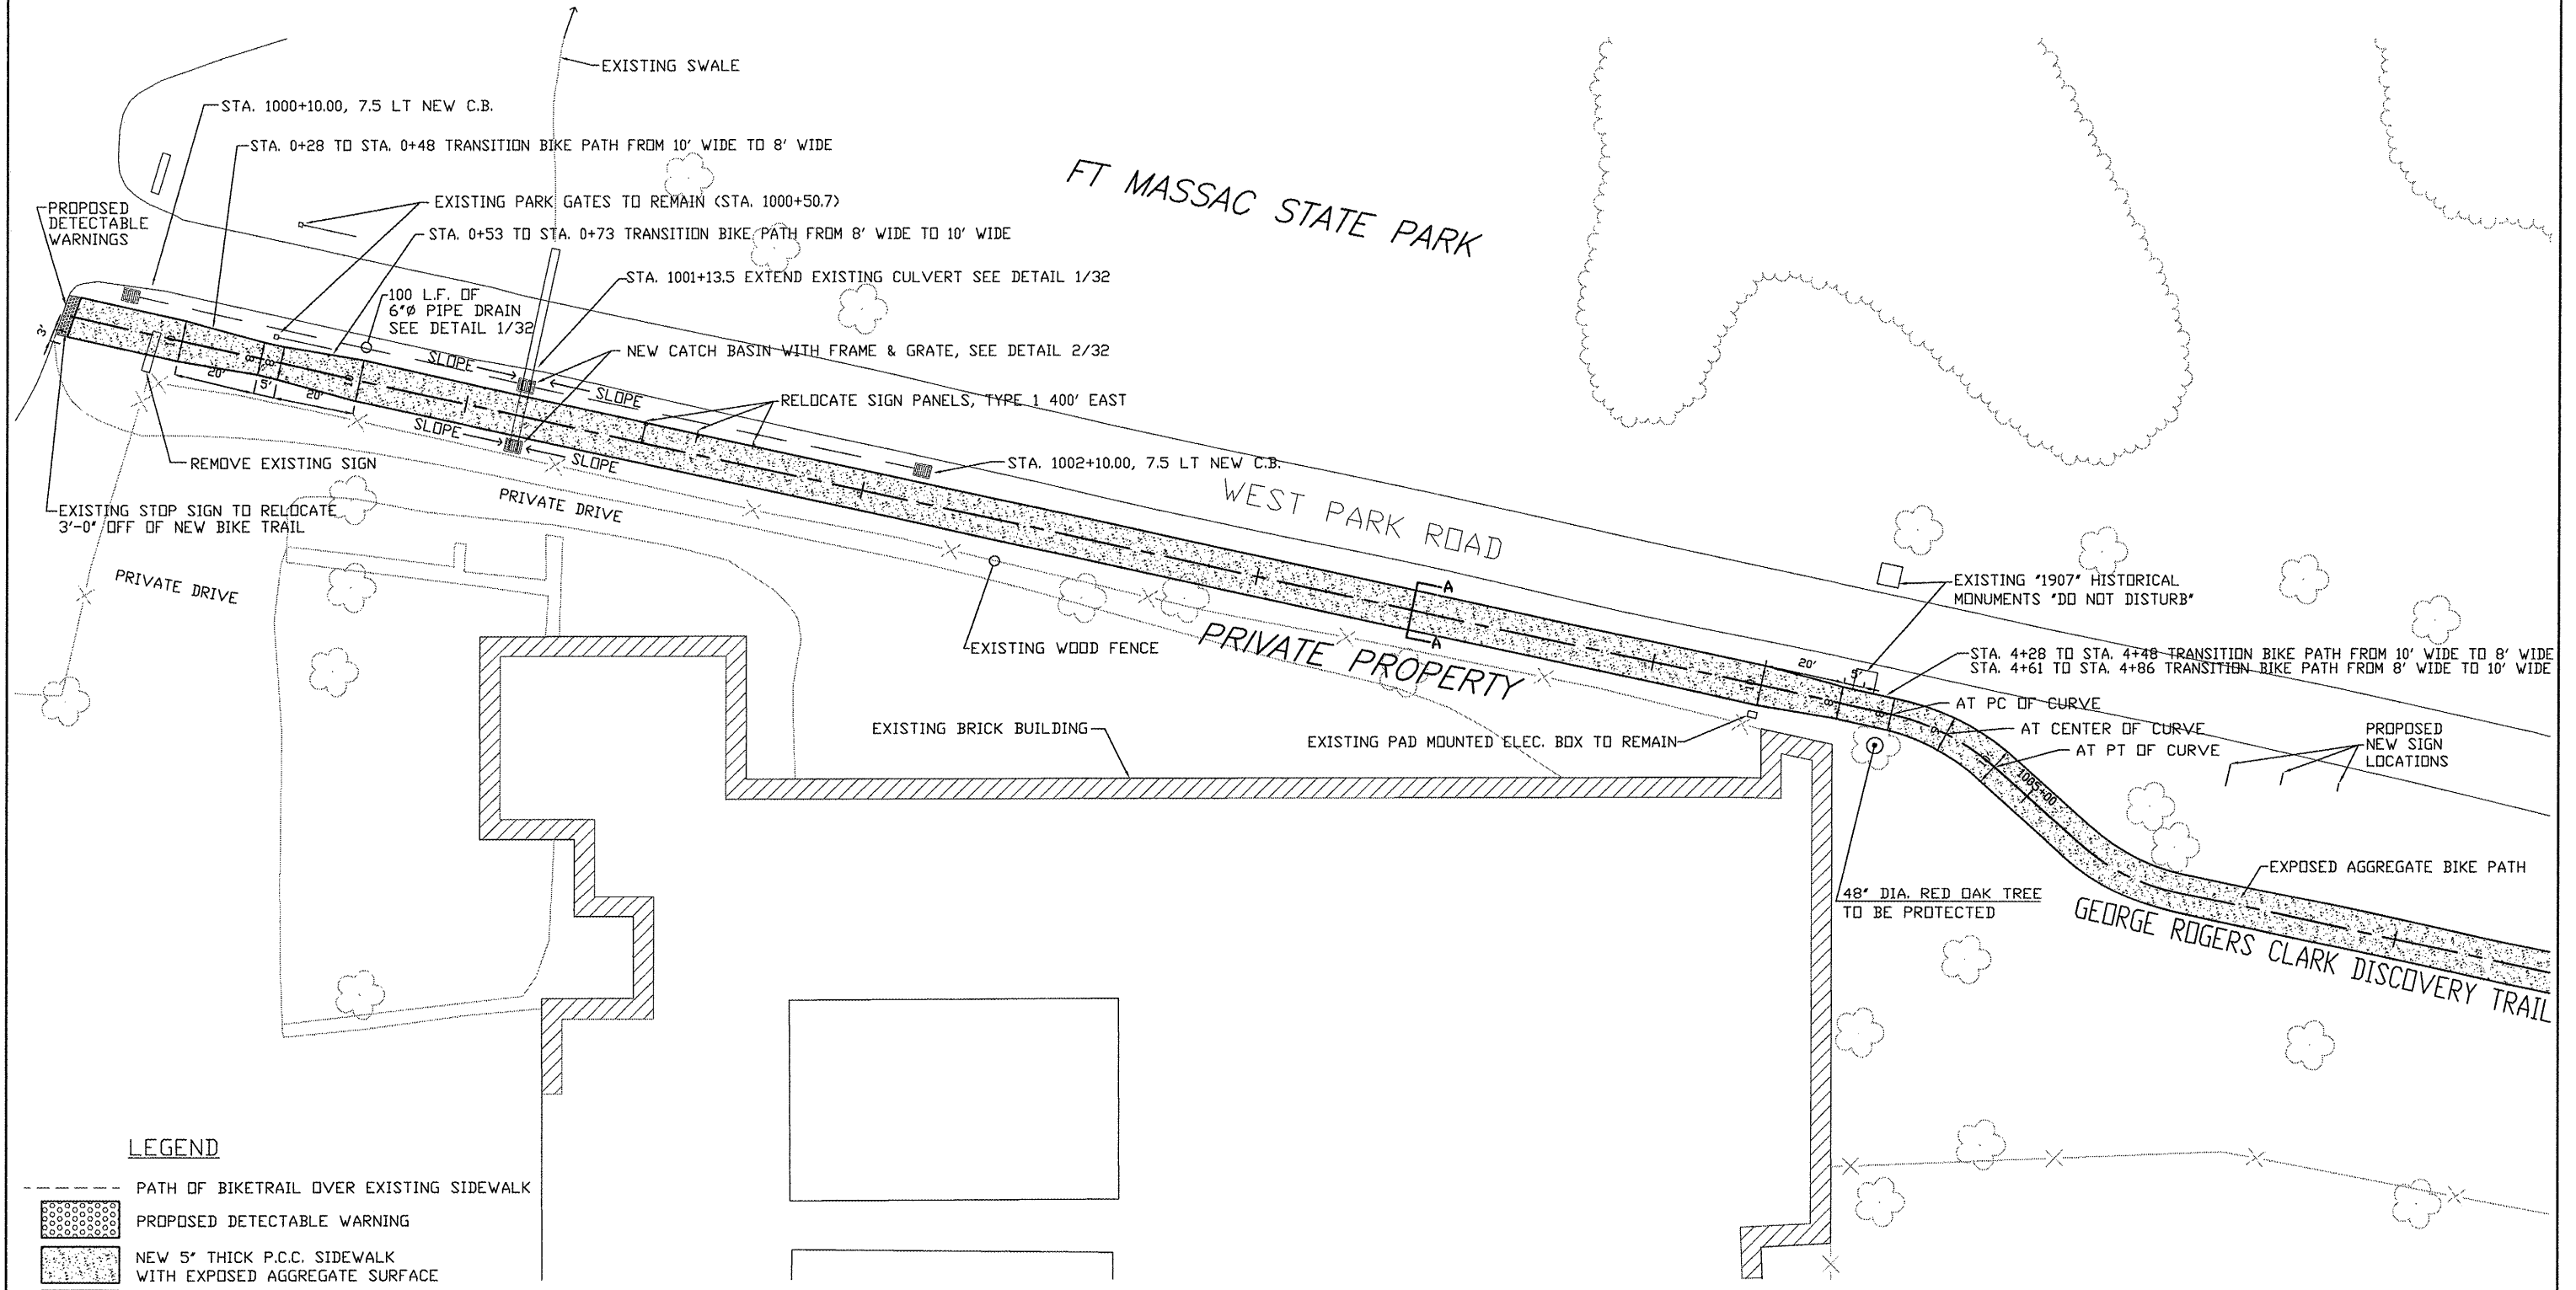 EXISTING SWALE
STA. 1000+10.00, 7.5 LT NEW C.B.
STA. 0+28 TO STA. 0+48 TRANSITION BIKE PATH FROM 10' WIDE TO 8' WIDE
FT MASSAC STATE PARK
EXISTING PARK GATES TO REMAIN (STA. 1000+50.7)
PROPOSED
DETECTABLE
WARNINGS
STA. 0+53 TO STA. 0+73 TRANSITION BIKE PATH FROM 8' WIDE TO 10' WIDE
STA. 1001+13.5 EXTEND EXISTING CULVERT SEE DETAIL 1/32
100 L.F. OF
6"Ø PIPE DRAIN
SEE DETAIL 1/32
3'
10
8
8
10
20'
5'
20'
SLOPE
SLOPE
SLOPE
SLOPE
NEW CATCH BASIN WITH FRAME & GRATE, SEE DETAIL 2/32
RELOCATE SIGN PANELS, TYPE 1 400' EAST
REMOVE EXISTING SIGN
STA. 1002+10.00, 7.5 LT NEW C.B.
EXISTING STOP SIGN TO RELOCATE
3'-0" OFF OF NEW BIKE TRAIL
PRIVATE DRIVE
WEST PARK ROAD
PRIVATE DRIVE
A
A
EXISTING "1907" HISTORICAL
MONUMENTS "DO NOT DISTURB"
EXISTING WOOD FENCE
PRIVATE PROPERTY
20'
5'
10
8
8
9
STA. 4+28 TO STA. 4+48 TRANSITION BIKE PATH FROM 10' WIDE TO 8' WIDE
STA. 4+61 TO STA. 4+86 TRANSITION BIKE PATH FROM 8' WIDE TO 10' WIDE
AT PC OF CURVE
AT CENTER OF CURVE
AT PT OF CURVE
PROPOSED
NEW SIGN
LOCATIONS
EXISTING BRICK BUILDING
EXISTING PAD MOUNTED ELEC. BOX TO REMAIN
1005+00
EXPOSED AGGREGATE BIKE PATH
48" DIA. RED OAK TREE
TO BE PROTECTED
GEORGE ROGERS CLARK DISCOVERY TRAIL
LEGEND
PATH OF BIKETRAIL OVER EXISTING SIDEWALK
PROPOSED DETECTABLE WARNING
NEW 5" THICK P.C.C. SIDEWALK
WITH EXPOSED AGGREGATE SURFACE